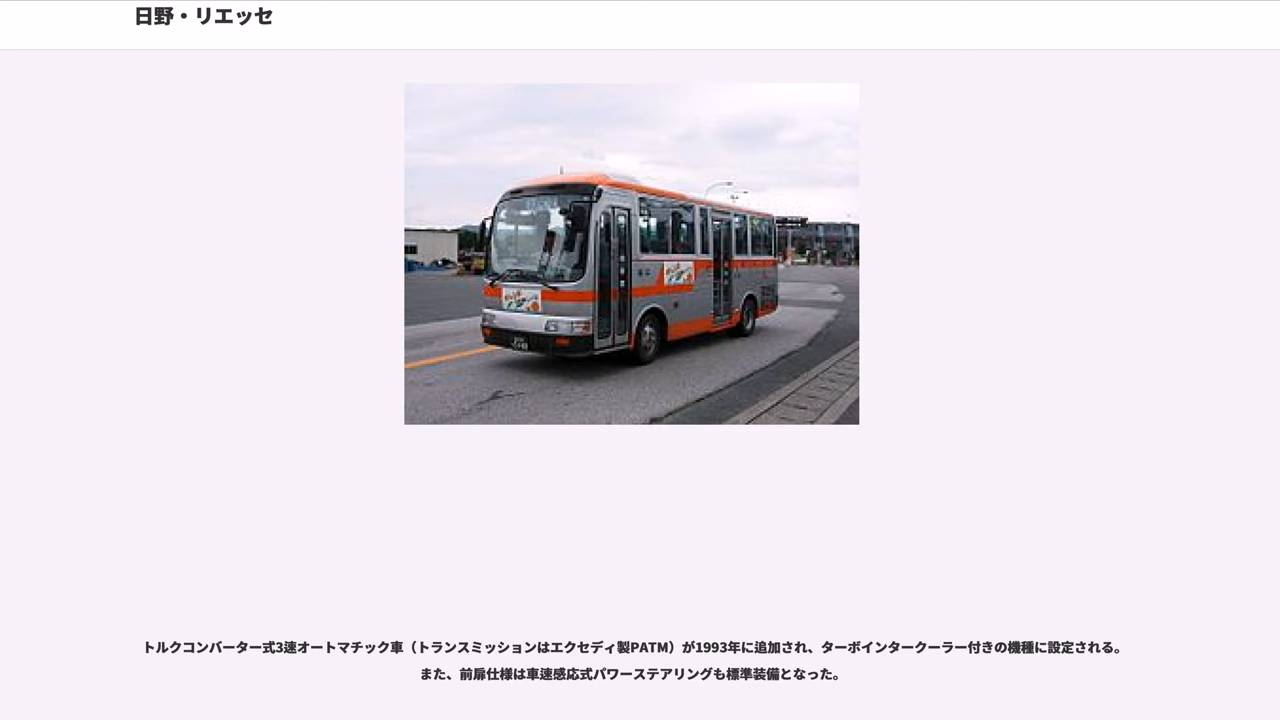 日野・リエッセ
トルクコンバーター式3速オートマチック車（トランスミッションはエクセディ製PATM）が1993年に追加され、ターボインタークーラー付きの機種に設定される。
また、前扉仕様は車速感応式パワーステアリングも標準装備となった。